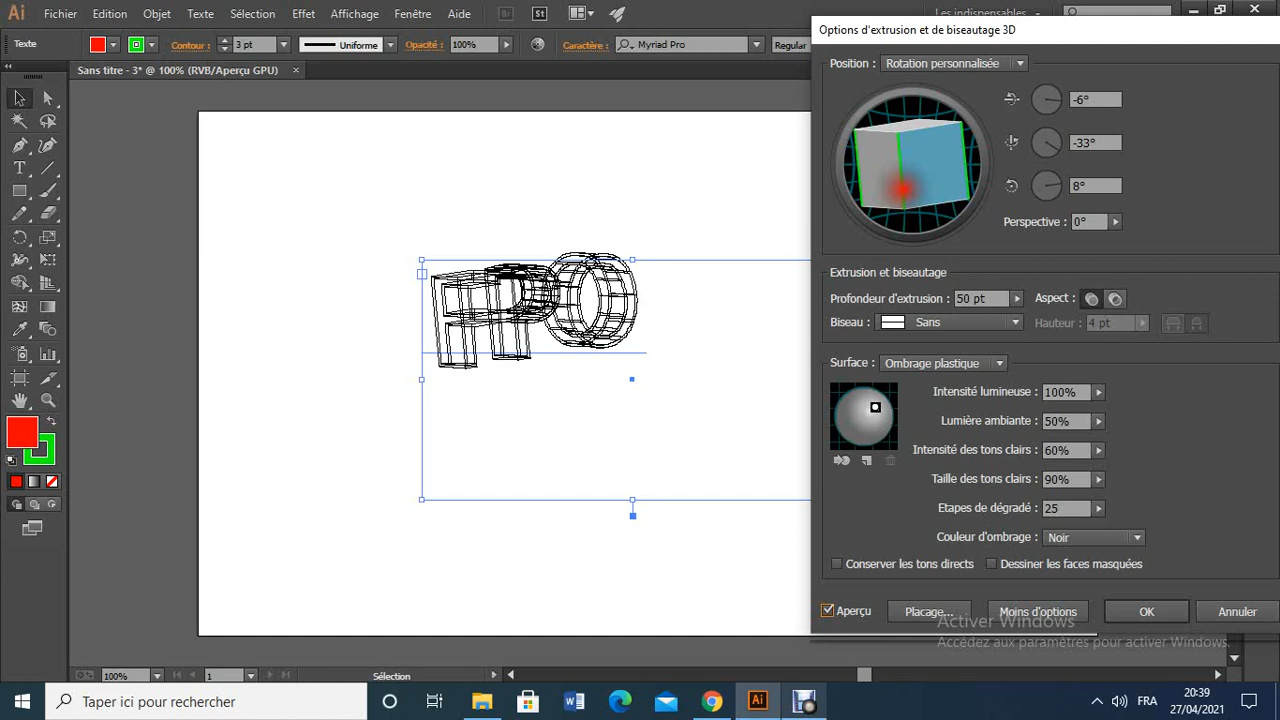 Ai Fichier Edition Objet Texte Sélection Effet Affichage Fenêtre Aide Br St Les indispensables
Texte Contour : 3 pt Uniforme Opacité : 100% Caractère : Myriad Pro Regular
Sans titre - 3* @ 100% (RVB/Aperçu GPU)
Options d'extrusion et de biseautage 3D
Position : Rotation personnalisée
-6°
-33°
8°
Perspective : 0°
Extrusion et biseautage
Profondeur d'extrusion : 50 pt Aspect :
Biseau : Sans Hauteur : 4 pt
Surface : Ombrage plastique
Intensité lumineuse : 100%
Lumière ambiante : 50%
Intensité des tons clairs : 60%
Taille des tons clairs : 90%
Etapes de dégradé : 25
Couleur d'ombrage : Noir
Conserver les tons directs Dessiner les faces masquées
Aperçu Placage... Moins d'options OK Annuler
Activer Windows
Accédez aux paramètres pour activer Windows.
100% 1 Sélection
Taper ici pour rechercher
FRA
20:39
27/04/2021